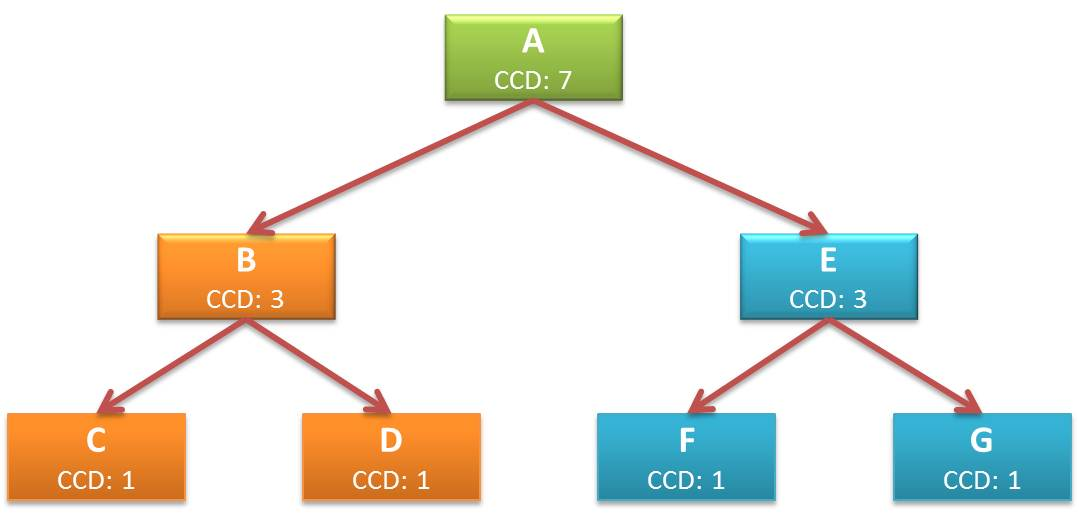 A
CCD: 7
B
CCD: 3
E
CCD: 3
C
CCD: 1
D
CCD: 1
F
CCD: 1
G
CCD: 1